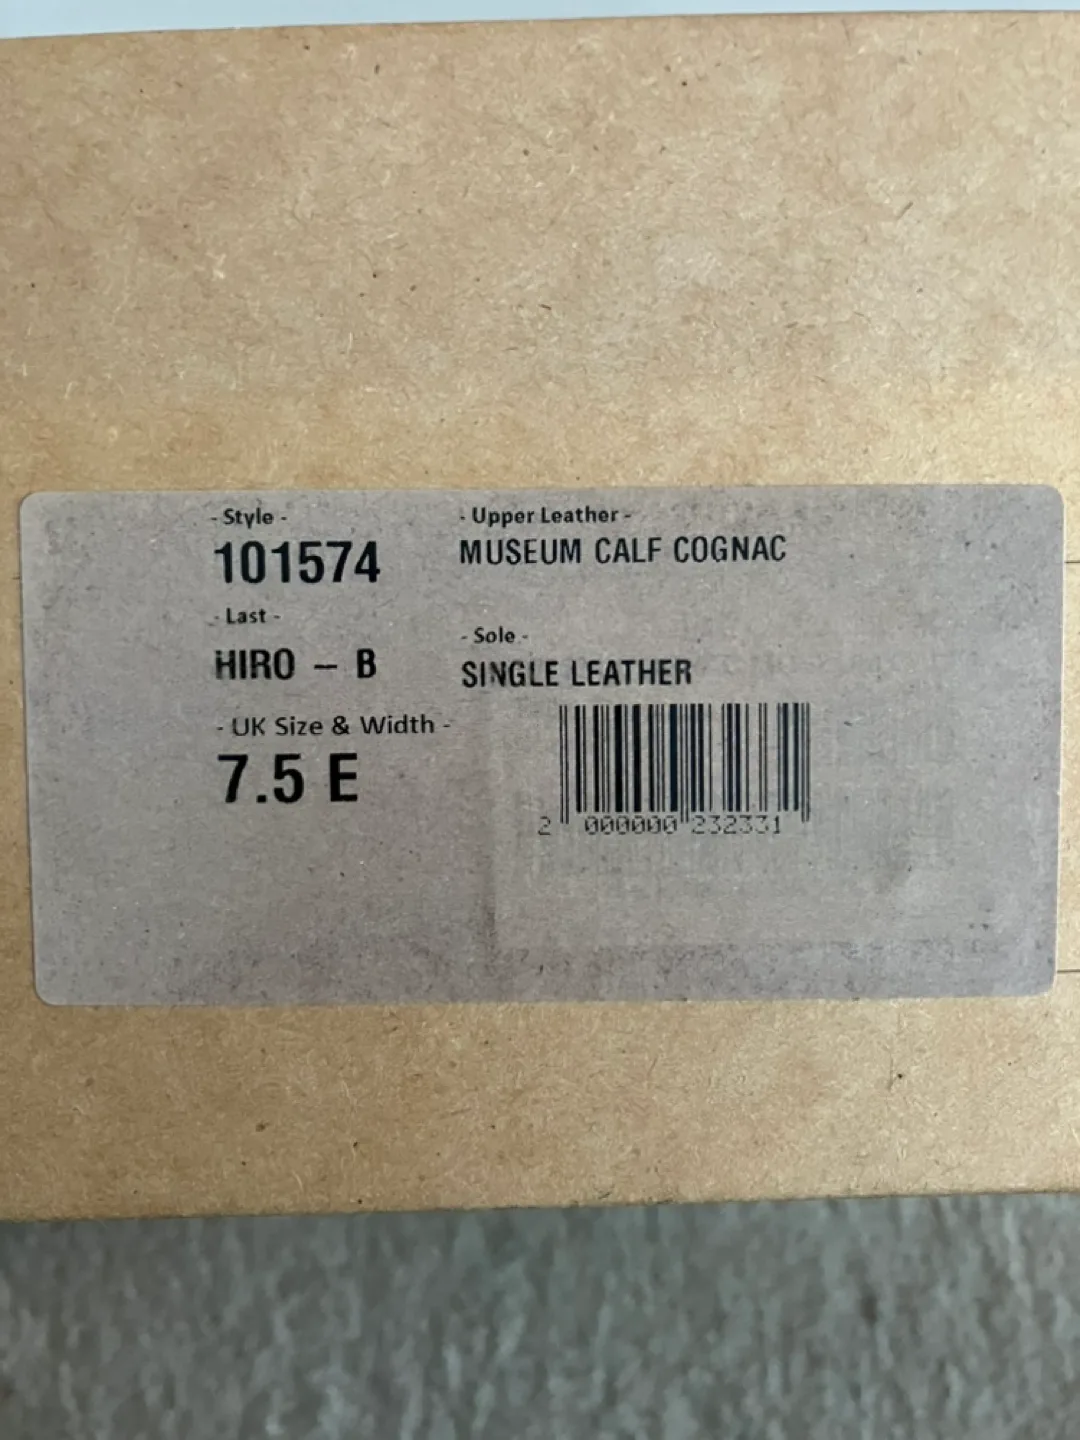 - Style -
101574
- Last -
HIRO – B
- UK Size & Width -
7.5 E
- Upper Leather -
MUSEUM CALF COGNAC
- Sole -
SINGLE LEATHER
2 000000 232331